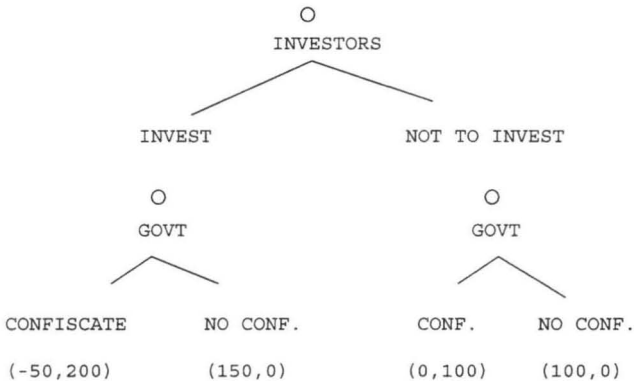 INVESTORS
INVEST NOT TO INVEST
GOVT GOVT
CONFISCATE NO CONF. CONF. NO CONF.
(-50,200) (150,0) (0,100) (100,0)